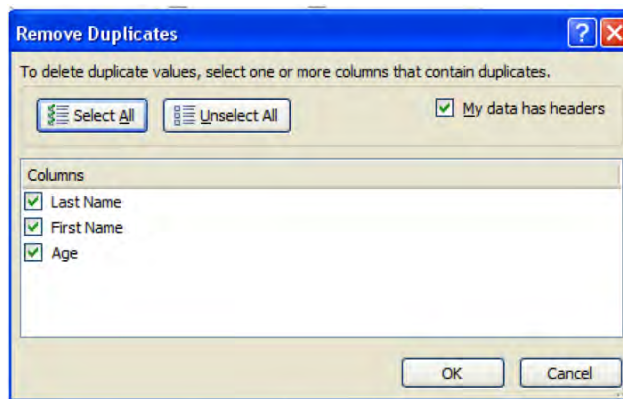 Remove Duplicates
To delete duplicate values, select one or more columns that contain duplicates.
Select All Unselect All My data has headers
Columns
Last Name
First Name
Age
OK Cancel